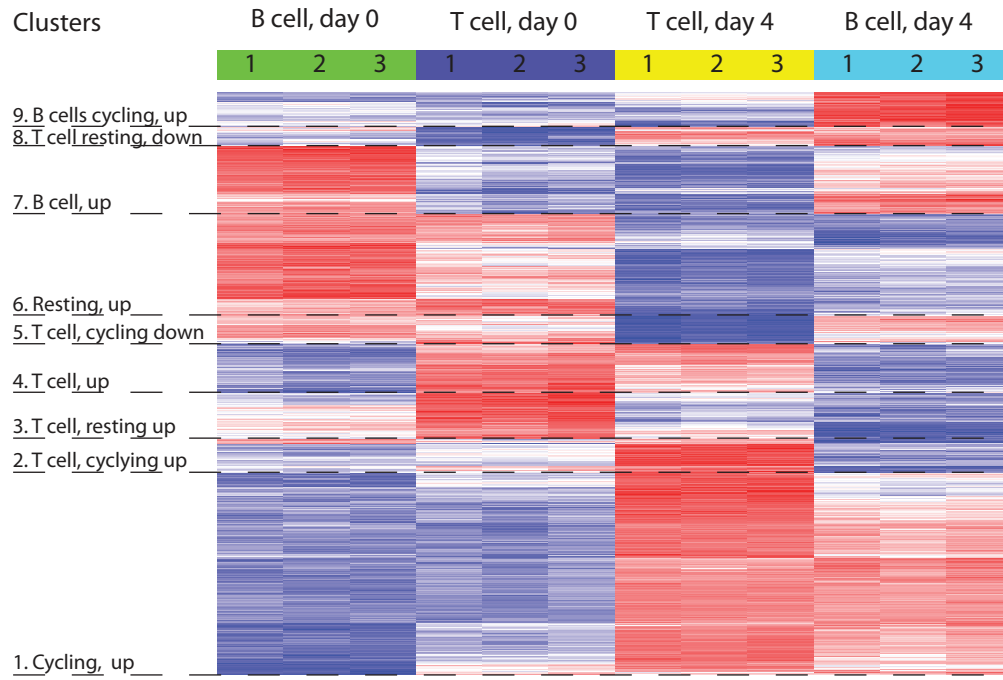 Clusters
B cell, day 0 T cell, day 0 T cell, day 4 B cell, day 4
1 2 3 1 2 3 1 2 3 1 2 3
9. B cells cycling, up
8. T cell resting, down
7. B cell, up
6. Resting, up
5. T cell, cycling down
4. T cell, up
3. T cell, resting up
2. T cell, cyclying up
1. Cycling, up